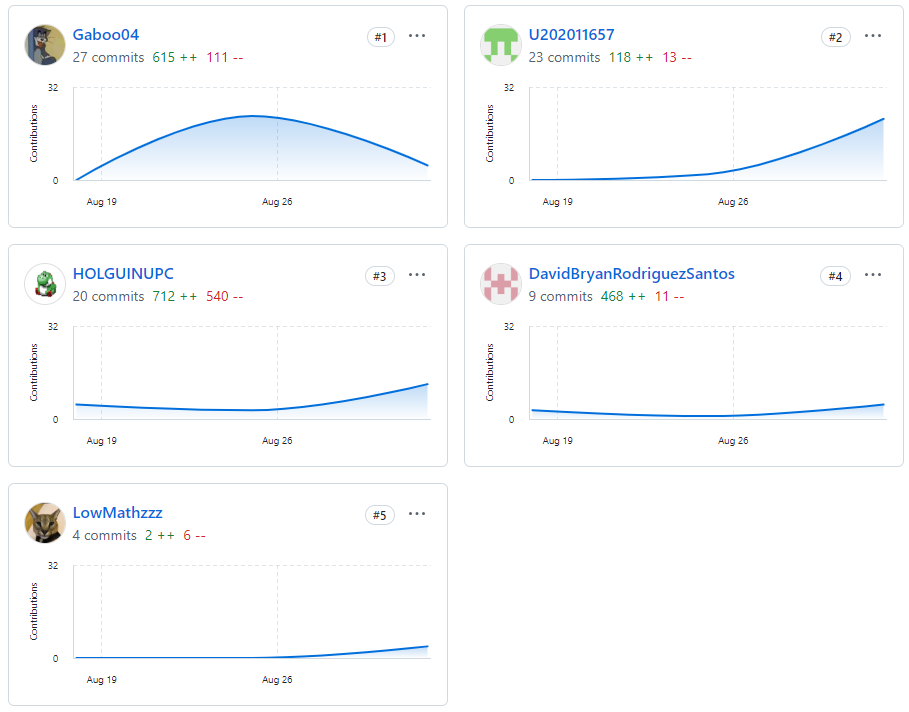 Gaboo04
#1
27 commits 615 ++ 111 --
32
Contributions
0
Aug 19
Aug 26
U202011657
#2
23 commits 118 ++ 13 --
32
Contributions
0
Aug 19
Aug 26
HOLGUINUPC
#3
20 commits 712 ++ 540 --
32
Contributions
0
Aug 19
Aug 26
DavidBryanRodriguezSantos
#4
9 commits 468 ++ 11 --
32
Contributions
0
Aug 19
Aug 26
LowMathzzz
#5
4 commits 2 ++ 6 --
32
Contributions
0
Aug 19
Aug 26